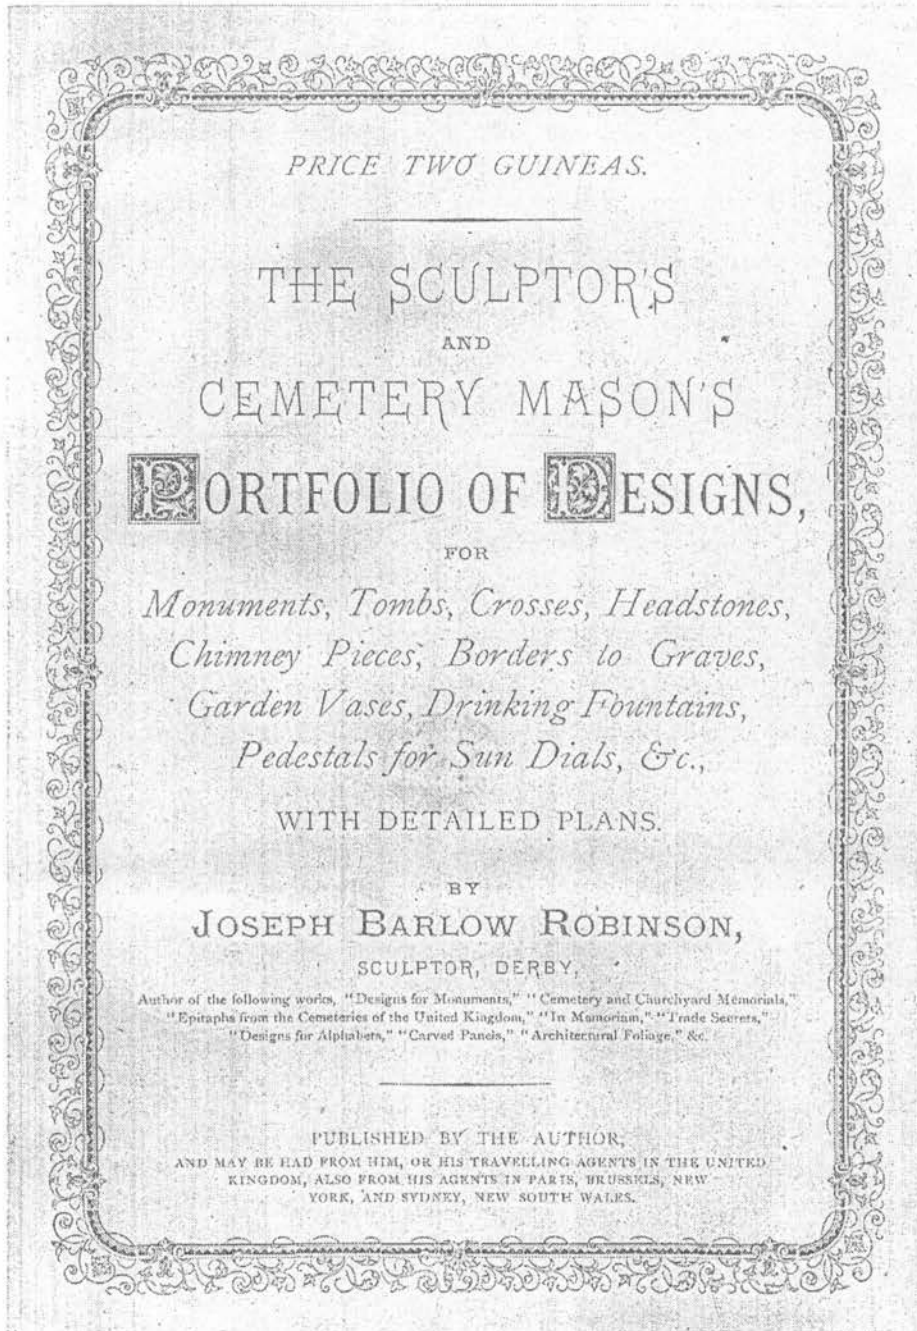 PRICE TWO GUINEAS.
THE SCULPTOR'S
AND
CEMETERY MASON'S
PORTFOLIO OF DESIGNS,
FOR
Monuments, Tombs, Crosses, Headstones,
Chimney Pieces, Borders to Graves,
Garden Vases, Drinking Fountains,
Pedestals for Sun Dials, &c.,
WITH DETAILED PLANS.
BY
JOSEPH BARLOW ROBINSON,
SCULPTOR, DERBY,
Author of the following works, "Designs for Monuments," "Cemetery and Churchyard Memorials,"
"Epitaphs from the Cemeteries of the United Kingdom," "In Memoriam," "Trade Secrets,"
"Designs for Alphabets," "Carved Panels," "Architectural Foliage," &c.
PUBLISHED BY THE AUTHOR,
AND MAY BE HAD FROM HIM, OR HIS TRAVELLING AGENTS IN THE UNITED
KINGDOM, ALSO FROM HIS AGENTS IN PARIS, BRUSSELS, NEW
YORK, AND SYDNEY, NEW SOUTH WALES.